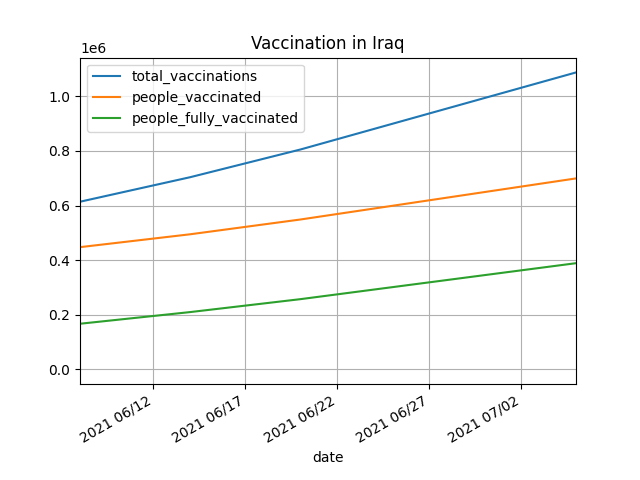 Vaccination in Iraq
1e6
total_vaccinations
people_vaccinated
people_fully_vaccinated
1.0
0.8
0.6
0.4
0.2
0.0
2021 06/12
2021 06/17
2021 06/22
2021 06/27
2021 07/02
date